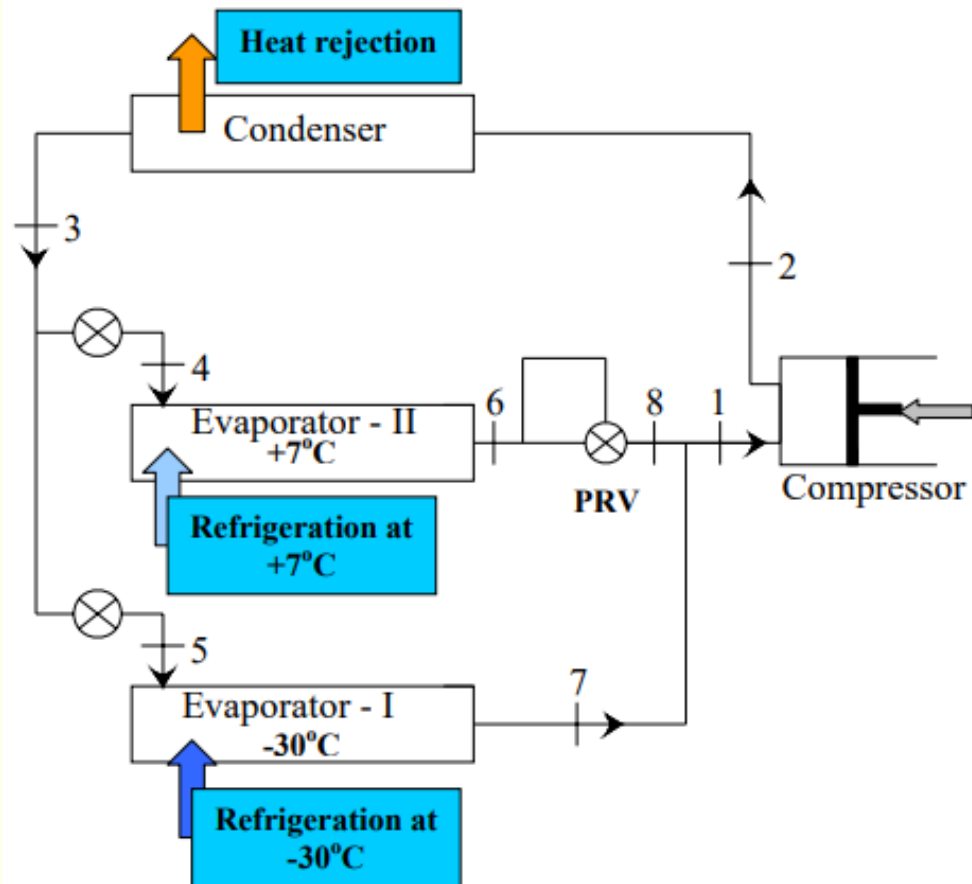 Heat rejection
Condenser
3
2
4
Evaporator - II
+7°C
6
8
1
PRV
Compressor
Refrigeration at
+7°C
5
7
Evaporator - I
-30°C
Refrigeration at
-30°C